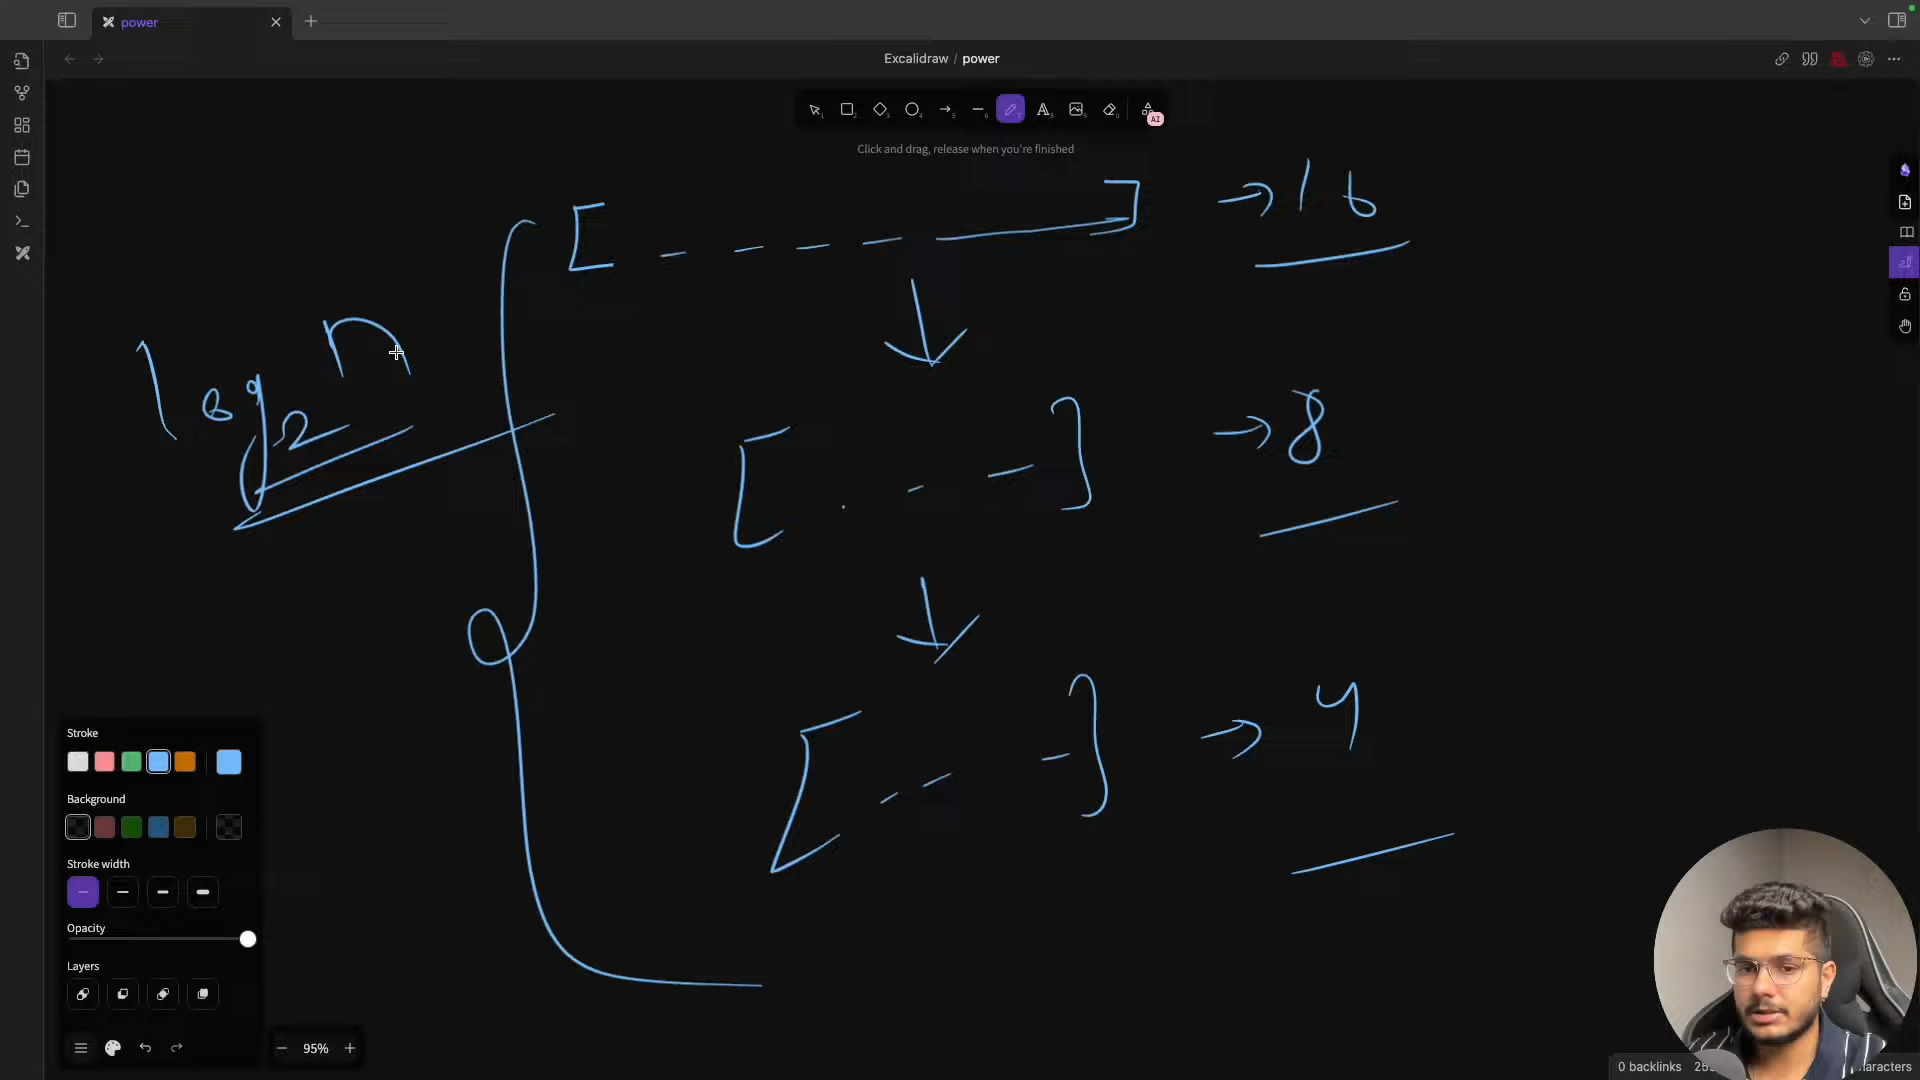 power
Excalidraw / power
Click and drag, release when you're finished
[ - - - - - ] → 16
log₂ n
[ . - - ] → 8
[ - - - ] → 4
Stroke
Background
Stroke width
Opacity
Layers
95%
0 backlinks